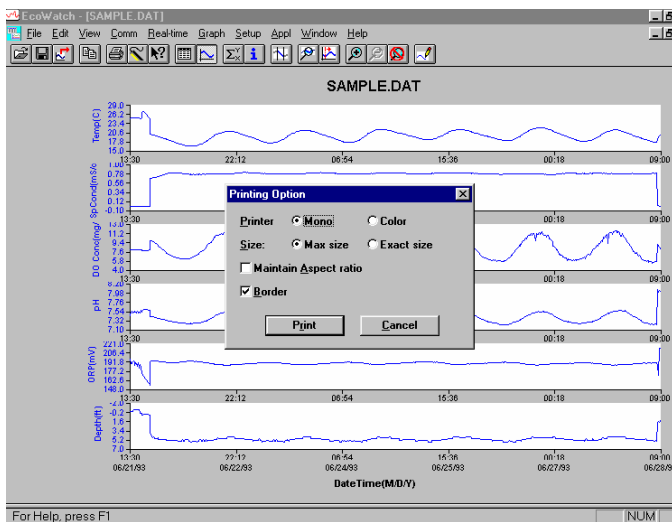 EcoWatch - [SAMPLE.DAT]
File Edit View Comm Real-time Graph Setup Appl Window Help
SAMPLE.DAT
Temp(C)
29.0
26.2
23.4
20.6
17.8
15.0
13:30 22:12 06:54 15:36 00:18 09:00
SpCond(mS/c
1.00
0.78
0.56
0.34
0.12
-0.10
13:30 00:18 09:00
DO Conc(mg/
13.0
11.2
9.4
7.6
5.8
4.0
13:30 00:18 09:00
pH
8.20
7.98
7.76
7.54
7.32
7.10
13:30 00:18 09:00
ORP(mV)
221.0
206.4
191.8
177.2
162.6
148.0
13:30 22:12 06:54 15:36 00:18 09:00
Depth(ft)
-2.0
-0.2
1.6
3.4
5.2
7.0
13:30 22:12 06:54 15:36 00:18 09:00
06/21/93 06/22/93 06/24/93 06/25/93 06/27/93 06/28/9
DateTime(M/D/Y)
Printing Option
Printer Mono Color
Size: Max size Exact size
Maintain Aspect ratio
Border
Print Cancel
For Help, press F1 NUM